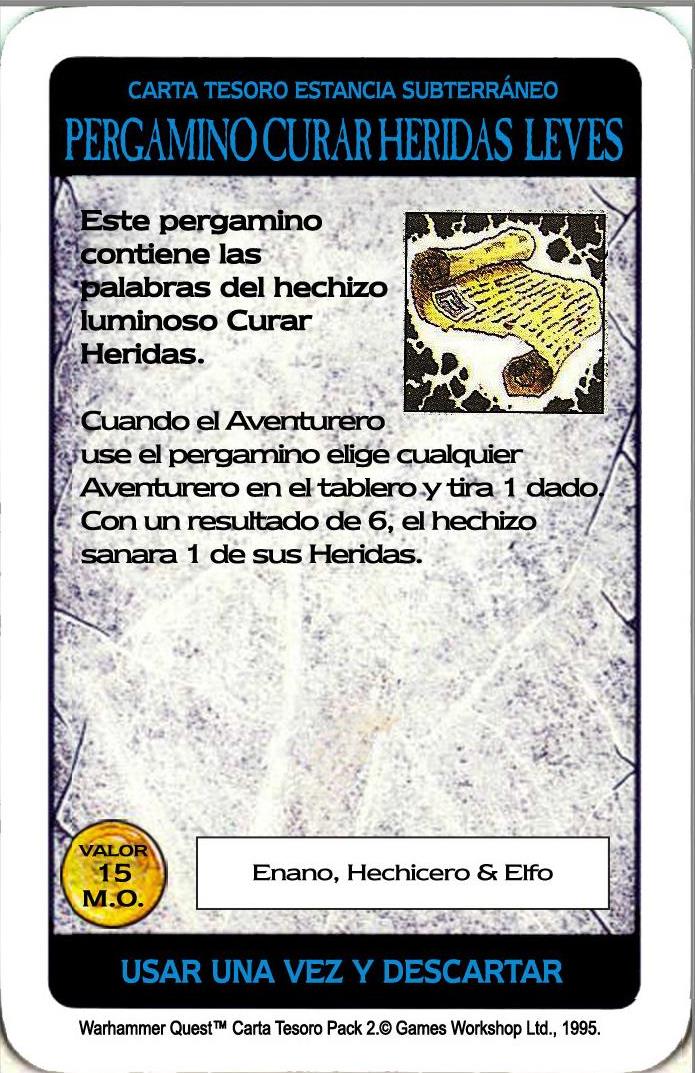 CARTA TESORO ESTANCIA SUBTERRÁNEO
PERGAMINO CURAR HERIDAS LEVES
Este pergamino
contiene las
palabras del hechizo
luminoso Curar
Heridas.
Cuando el Aventurero
use el pergamino elige cualquier
Aventurero en el tablero y tira 1 dado.
Con un resultado de 6, el hechizo
sanara 1 de sus Heridas.
VALOR
15
M.O.
Enano, Hechicero & Elfo
USAR UNA VEZ Y DESCARTAR
Warhammer Quest™ Carta Tesoro Pack 2.© Games Workshop Ltd., 1995.